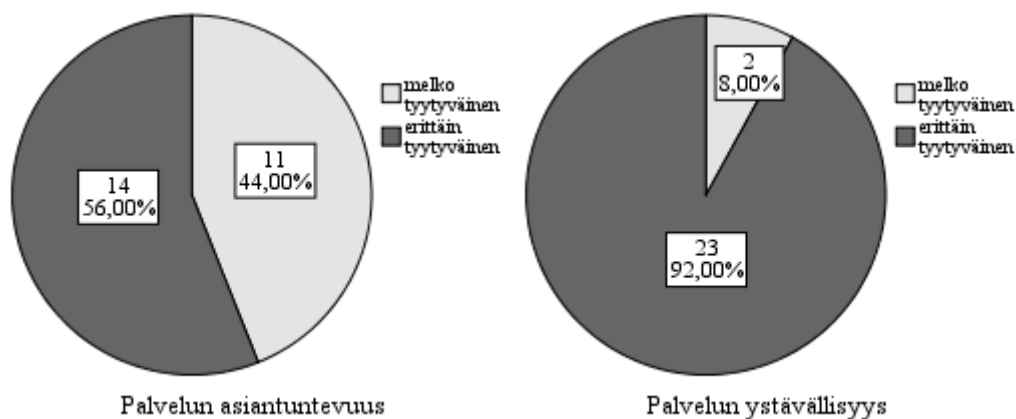 11
44,00%
14
56,00%
melko
tyytyväinen
erittäin
tyytyväinen
Palvelun asiantuntevuus
2
8,00%
23
92,00%
melko
tyytyväinen
erittäin
tyytyväinen
Palvelun ystävällisyys